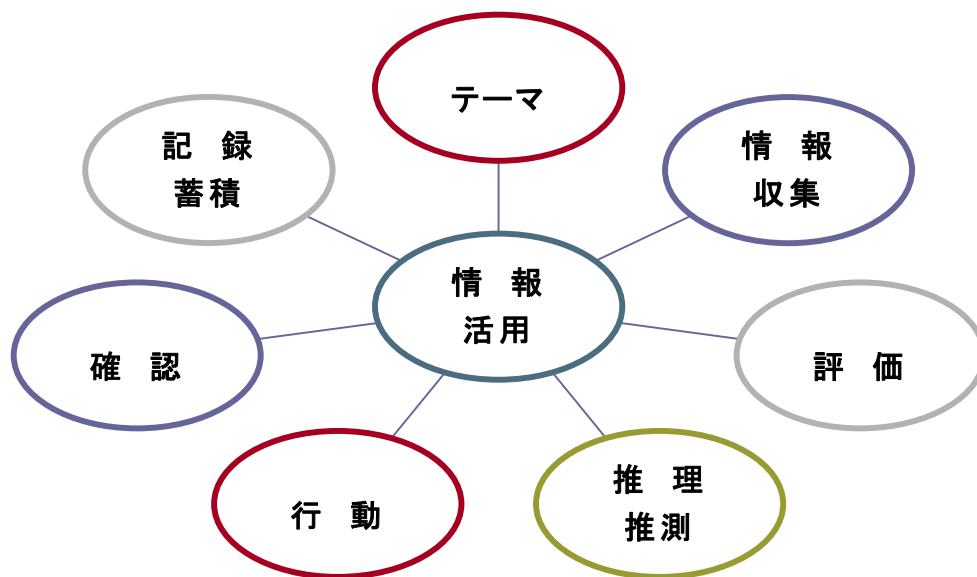 テーマ
情　報
収集
評　価
推　理
推測
行　動
確　認
記　録
蓄積
情　報
活用